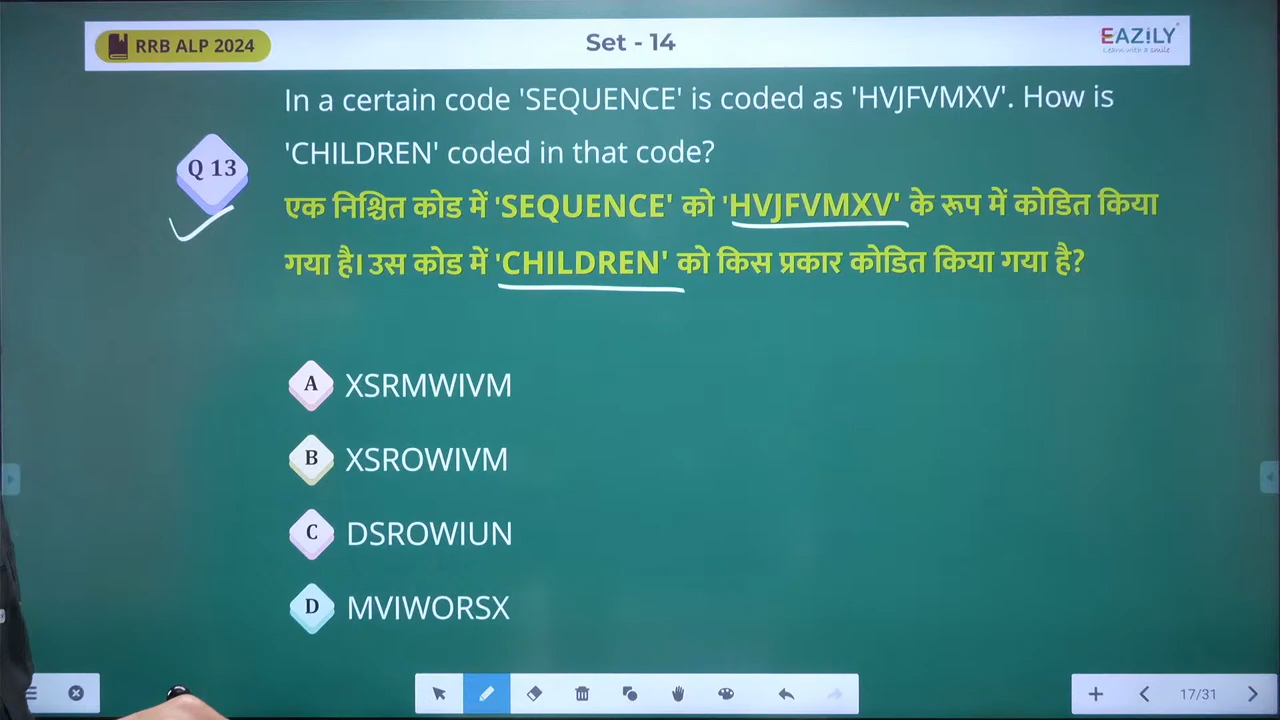 RRB ALP 2024
Set - 14
EAZILY
Learn with a smile
In a certain code 'SEQUENCE' is coded as 'HVJFVMXV'. How is
Q 13
'CHILDREN' coded in that code?
एक निश्चित कोड में 'SEQUENCE' को 'HVJFVMXV' के रूप में कोडित किया
गया है। उस कोड में 'CHILDREN' को किस प्रकार कोडित किया गया है?
A XSRMWIVM
B XSROWIVM
C DSROWIUN
D MVIWORSX
17/31